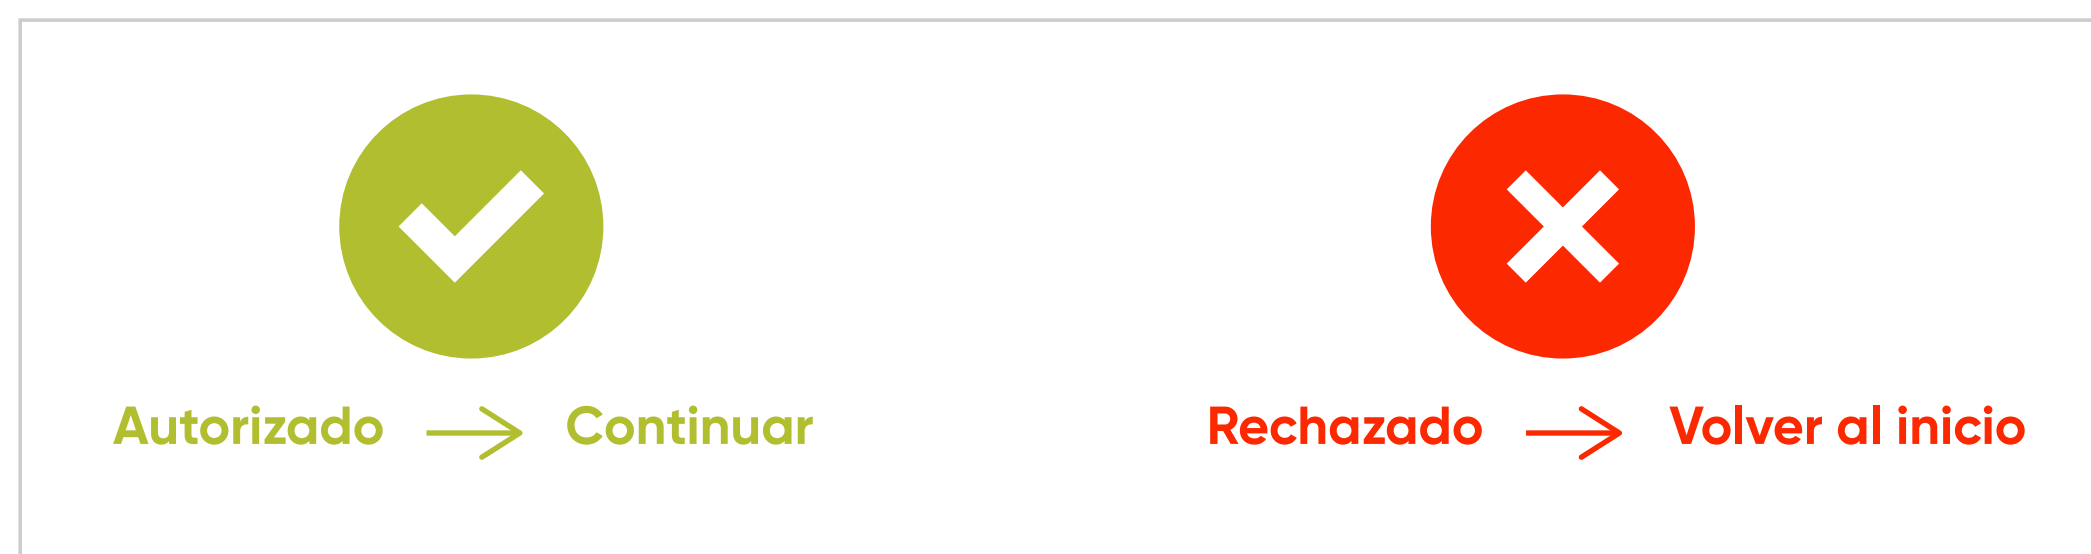 Autorizado → Continuar
Rechazado → Volver al inicio